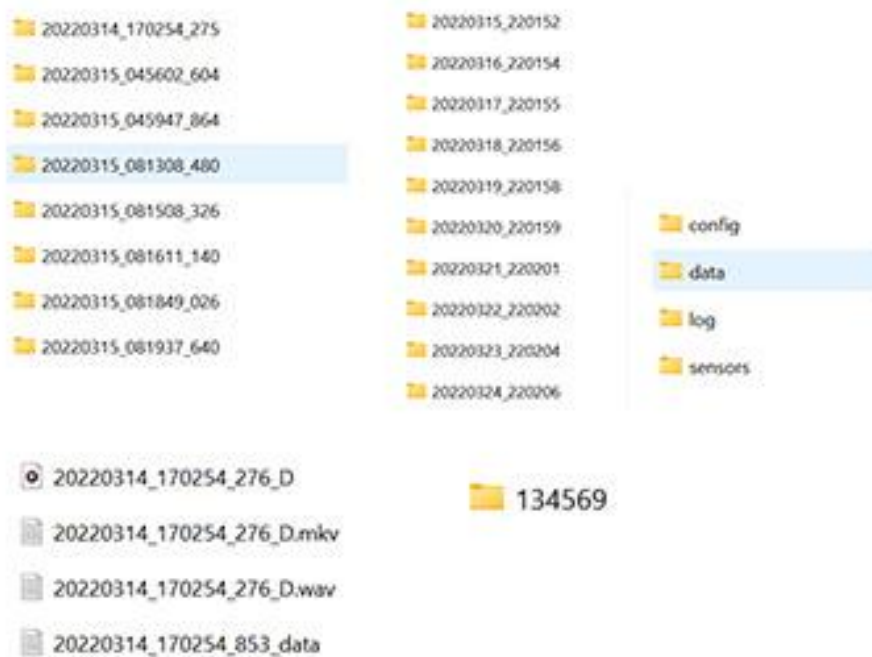 20220314_170254_275
20220315_045602_604
20220315_045947_864
20220315_081308_480
20220315_081508_326
20220315_081611_140
20220315_081849_026
20220315_081937_640
20220315_220152
20220316_220154
20220317_220155
20220318_220156
20220319_220158
20220320_220159
20220321_220201
20220322_220202
20220323_220204
20220324_220206
config
data
log
sensors
20220314_170254_276_D
20220314_170254_276_D.mkv
20220314_170254_276_D.wav
20220314_170254_853_data
134569